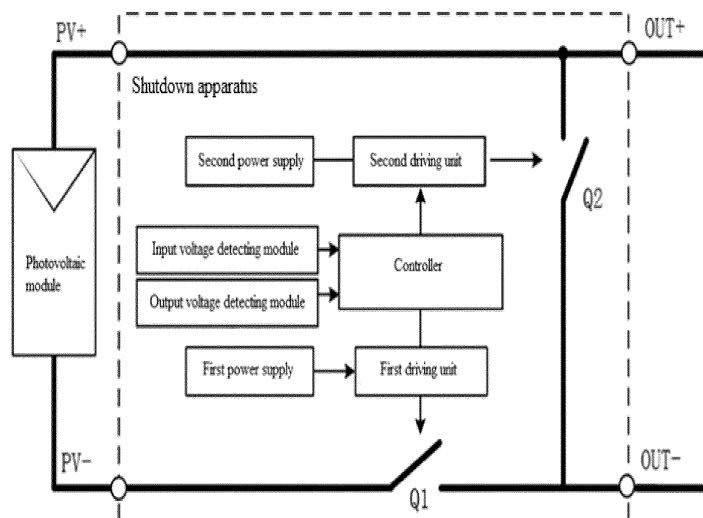 PV+
OUT+
Shutdown apparatus
Second power supply
Second driving unit
Q2
Input voltage detecting module
Controller
Photovoltaic
module
Output voltage detecting module
First power supply
First driving unit
PV-
OUT-
Q1